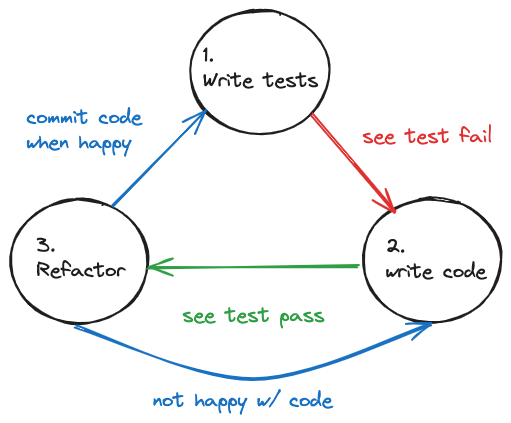 1.
Write tests
commit code
when happy
see test fail
3.
Refactor
2.
write code
see test pass
not happy w/ code